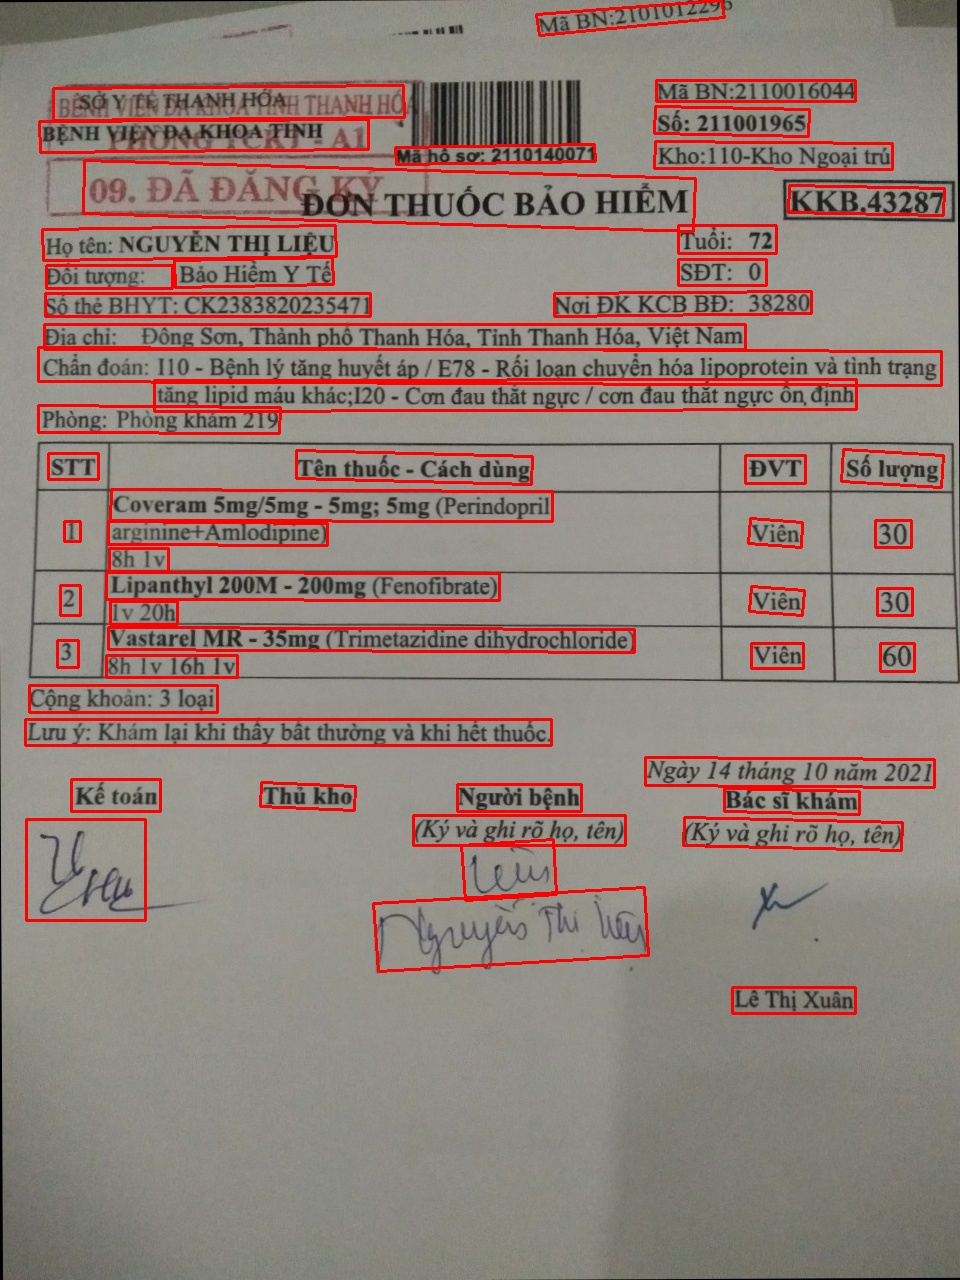 Mã BN:2101012295
SỞ Y TẾ THANH HÓA
BỆNH VIỆN ĐA KHOA TỈNH THANH HÓA
BỆNH VIỆN ĐA KHOA TỈNH
PHÒNG TCKT - A1
09. ĐÃ ĐĂNG KÝ
Mã hồ sơ: 2110140071
Mã BN:2110016044
Số: 211001965
Kho:110-Kho Ngoại trú
ĐƠN THUỐC BẢO HIỂM
KKB.43287
Họ tên: NGUYỄN THỊ LIỆU
Tuổi: 72
Đối tượng: Bảo Hiểm Y Tế
SĐT: 0
Số thẻ BHYT: CK2383820235471
Nơi ĐK KCB BĐ: 38280
Địa chỉ: Đông Sơn, Thành phố Thanh Hóa, Tỉnh Thanh Hóa, Việt Nam
Chẩn đoán: I10 - Bệnh lý tăng huyết áp / E78 - Rối loạn chuyển hóa lipoprotein và tình trạng
tăng lipid máu khác;I20 - Cơn đau thắt ngực / cơn đau thắt ngực ổn định
Phòng: Phòng khám 219
STT Tên thuốc - Cách dùng ĐVT Số lượng
1 Coveram 5mg/5mg - 5mg; 5mg (Perindopril
arginine+Amlodipine) Viên 30
8h 1v
2 Lipanthyl 200M - 200mg (Fenofibrate) Viên 30
1v 20h
3 Vastarel MR - 35mg (Trimetazidine dihydrochloride) Viên 60
8h 1v 16h 1v
Cộng khoản: 3 loại
Lưu ý: Khám lại khi thấy bất thường và khi hết thuốc.
Ngày 14 tháng 10 năm 2021
Kế toán Thủ kho Người bệnh Bác sĩ khám
(Ký và ghi rõ họ, tên) (Ký và ghi rõ họ, tên)
Nguyễn Thị
Lê Thị Xuân